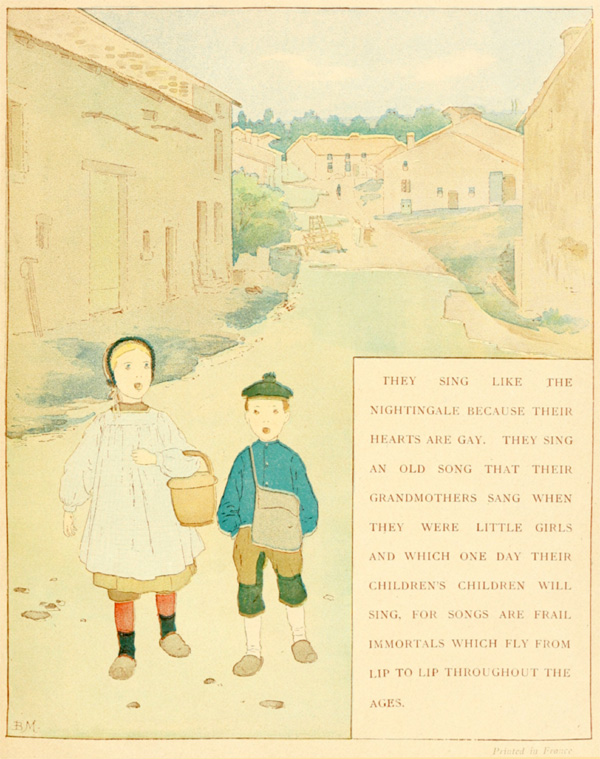 THEY SING LIKE THE
NIGHTINGALE BECAUSE THEIR
HEARTS ARE GAY. THEY SING
AN OLD SONG THAT THEIR
GRANDMOTHERS SANG WHEN
THEY WERE LITTLE GIRLS
AND WHICH ONE DAY THEIR
CHILDREN'S CHILDREN WILL
SING, FOR SONGS ARE FRAIL
IMMORTALS WHICH FLY FROM
LIP TO LIP THROUGHOUT THE
AGES.
B.M.
Printed in France